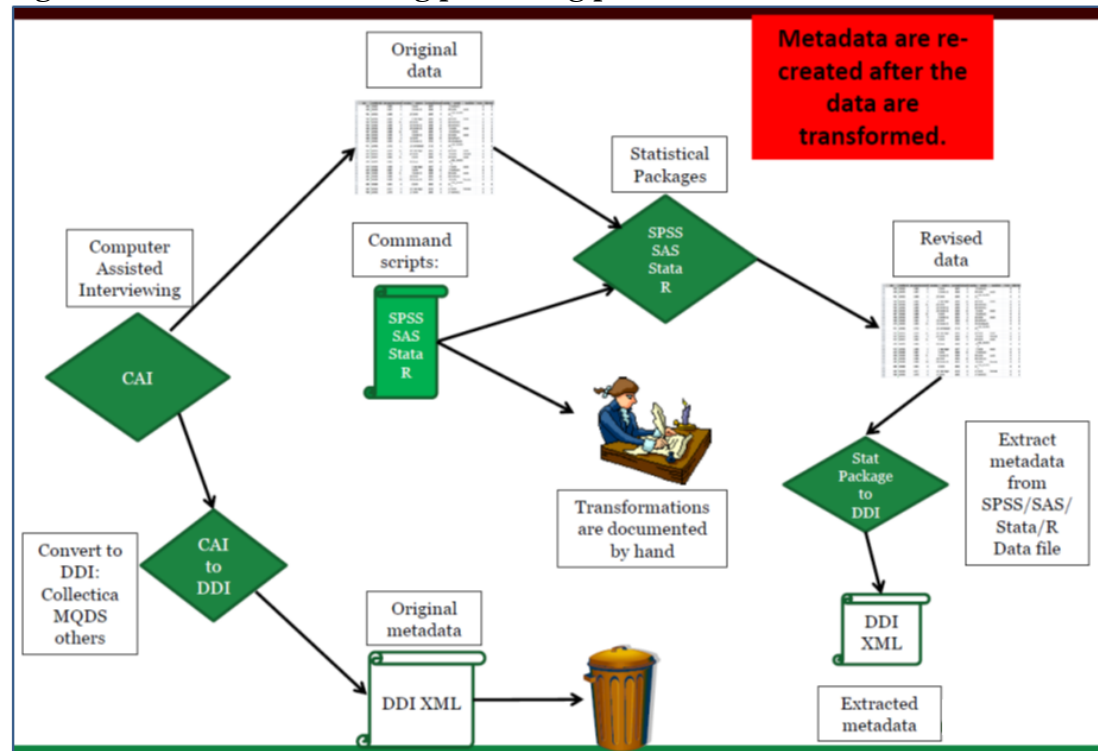 Original
data
Metadata are re-
created after the
data are
transformed.
Statistical
Packages
SPSS
SAS
Stata
R
Computer
Assisted
Interviewing
Command
scripts:
SPSS
SAS
Stata
R
Revised
data
CAI
Transformations
are documented
by hand
Stat
Package
to
DDI
Extract
metadata
from
SPSS/SAS/
Stata/R
Data file
Convert to
DDI:
Collectica
MQDS
others
CAI
to
DDI
Original
metadata
DDI XML
DDI
XML
Extracted
metadata